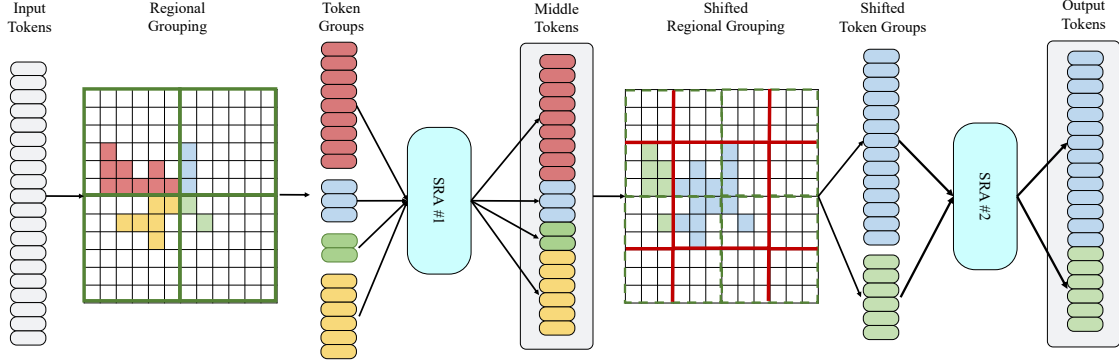 Input
Tokens
Regional
Grouping
Token
Groups
SRA #1
Middle
Tokens
Shifted
Regional Grouping
Shifted
Token Groups
SRA #2
Output
Tokens